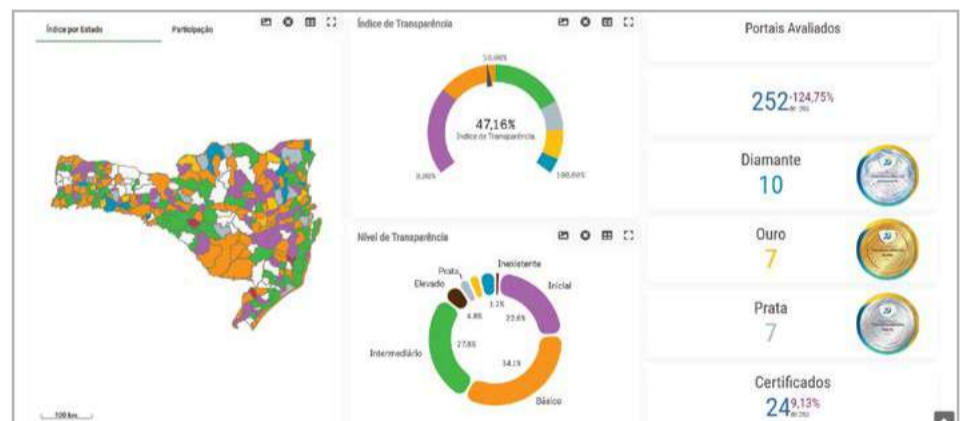 Índice por Estado
Participação
100 km
Índice de Transparência
50,00%
47,16%
Índice de Transparência
0,00%
100,00%
Nível de Transparência
Inexistente
Prata
Elevado
Inicial
1.2%
4.8%
22.6%
27.8%
Intermediário
34.1%
Básico
Portais Avaliados
252
-124,75%
Diamante
10
Ouro
7
Prata
7
Certificados
24
9,13%